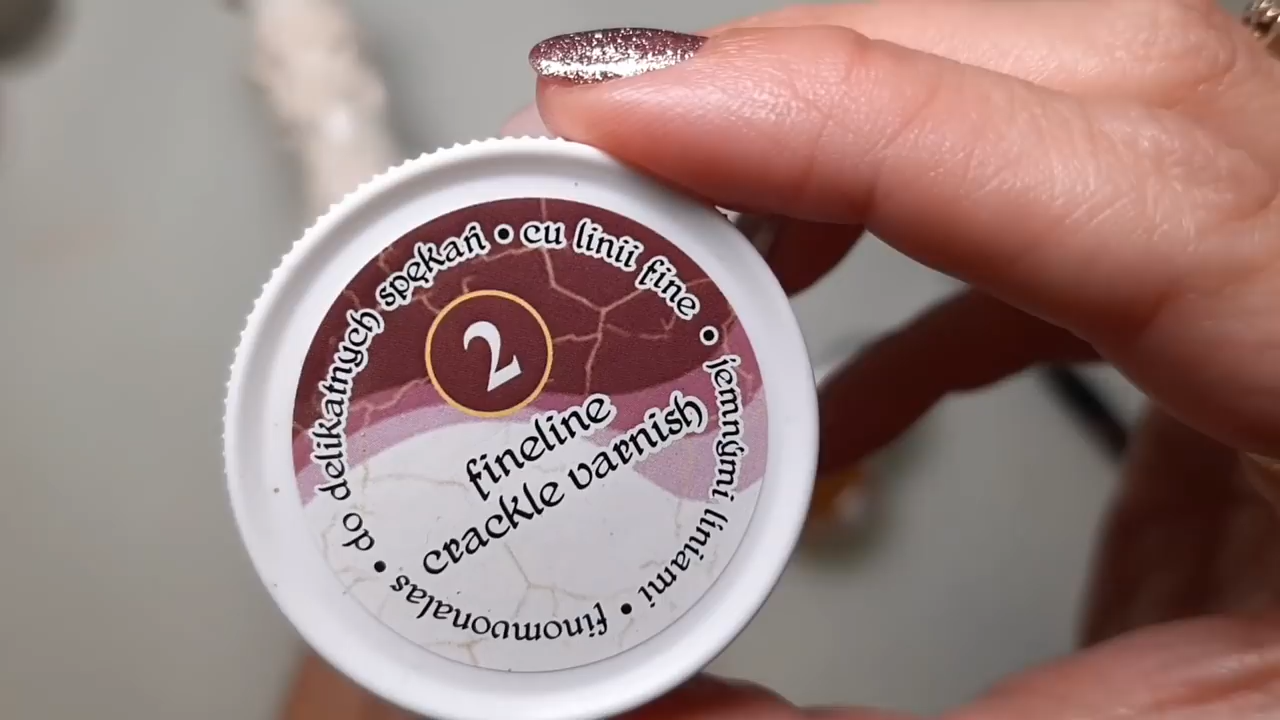 2
fineline
crackle varnish
do delikatnych spękań • cu linii fine • jemnými liniami • finomvonalas •